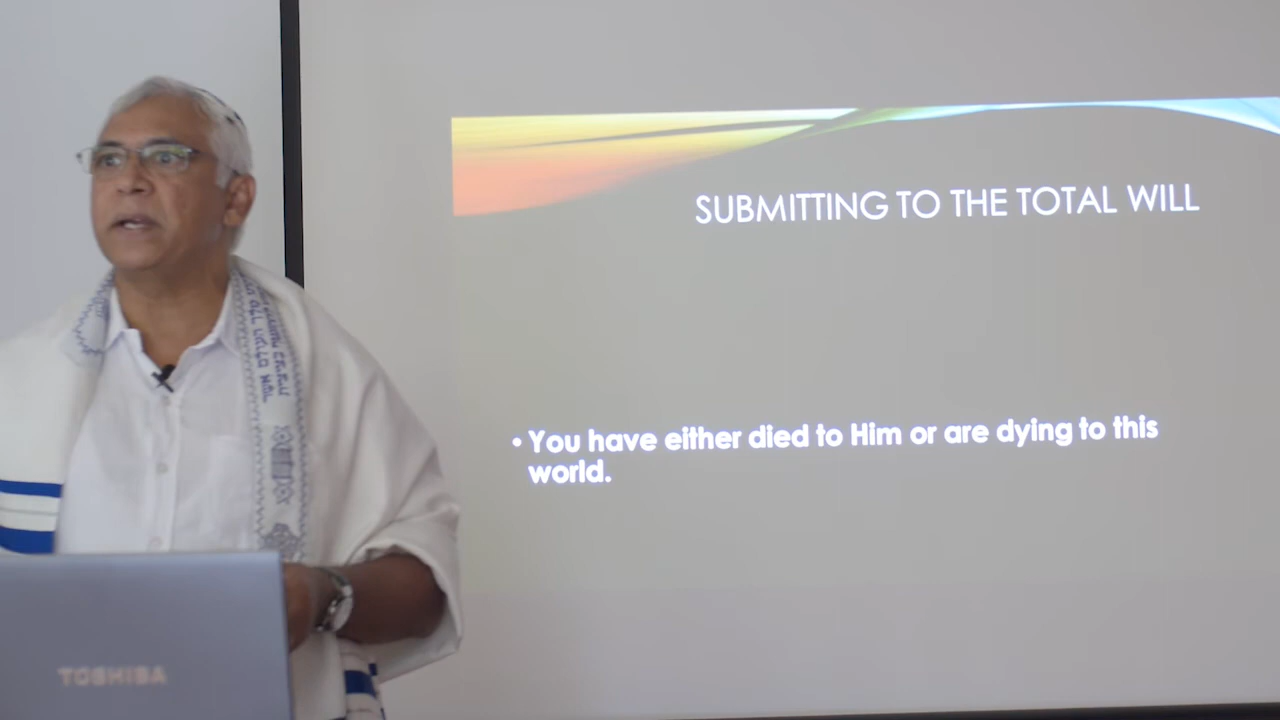 SUBMITTING TO THE TOTAL WILL
• You have either died to Him or are dying to this
world.
TOSHIBA